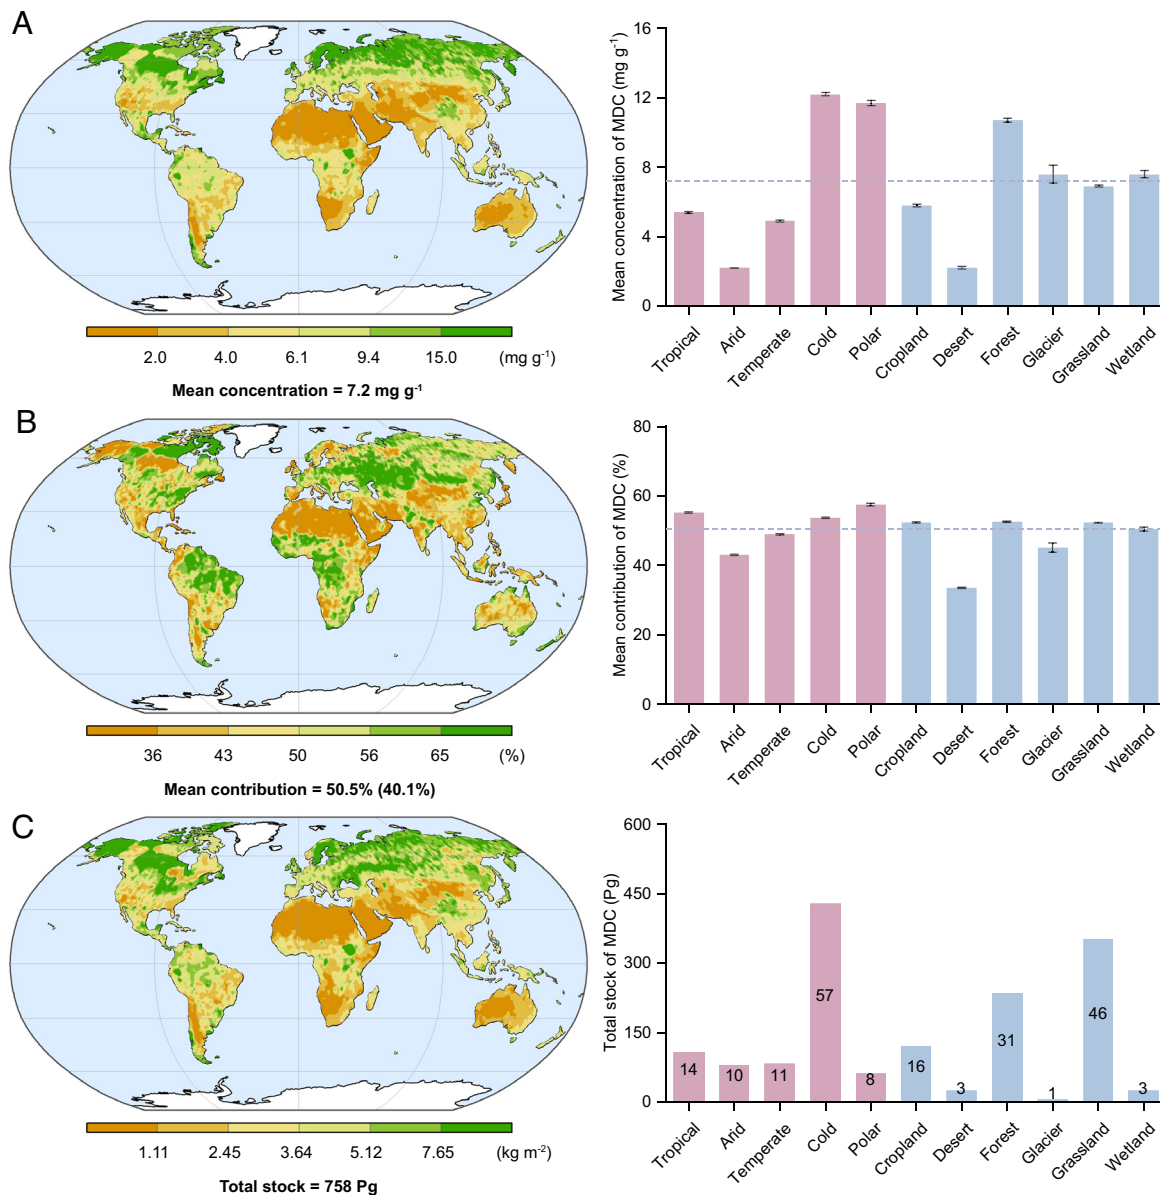 A
2.0 4.0 6.1 9.4 15.0 (mg g⁻¹)
Mean concentration = 7.2 mg g⁻¹
Mean concentration of MDC (mg g⁻¹)
16
12
8
4
0
Tropical Arid Temperate Cold Polar Cropland Desert Forest Glacier Grassland Wetland
B
36 43 50 56 65 (%)
Mean contribution = 50.5% (40.1%)
Mean contribution of MDC (%)
80
60
40
20
0
Tropical Arid Temperate Cold Polar Cropland Desert Forest Glacier Grassland Wetland
C
1.11 2.45 3.64 5.12 7.65 (kg m⁻²)
Total stock = 758 Pg
Total stock of MDC (Pg)
600
450
300
150
0
14 10 11 57 8 16 3 31 1 46 3
Tropical Arid Temperate Cold Polar Cropland Desert Forest Glacier Grassland Wetland